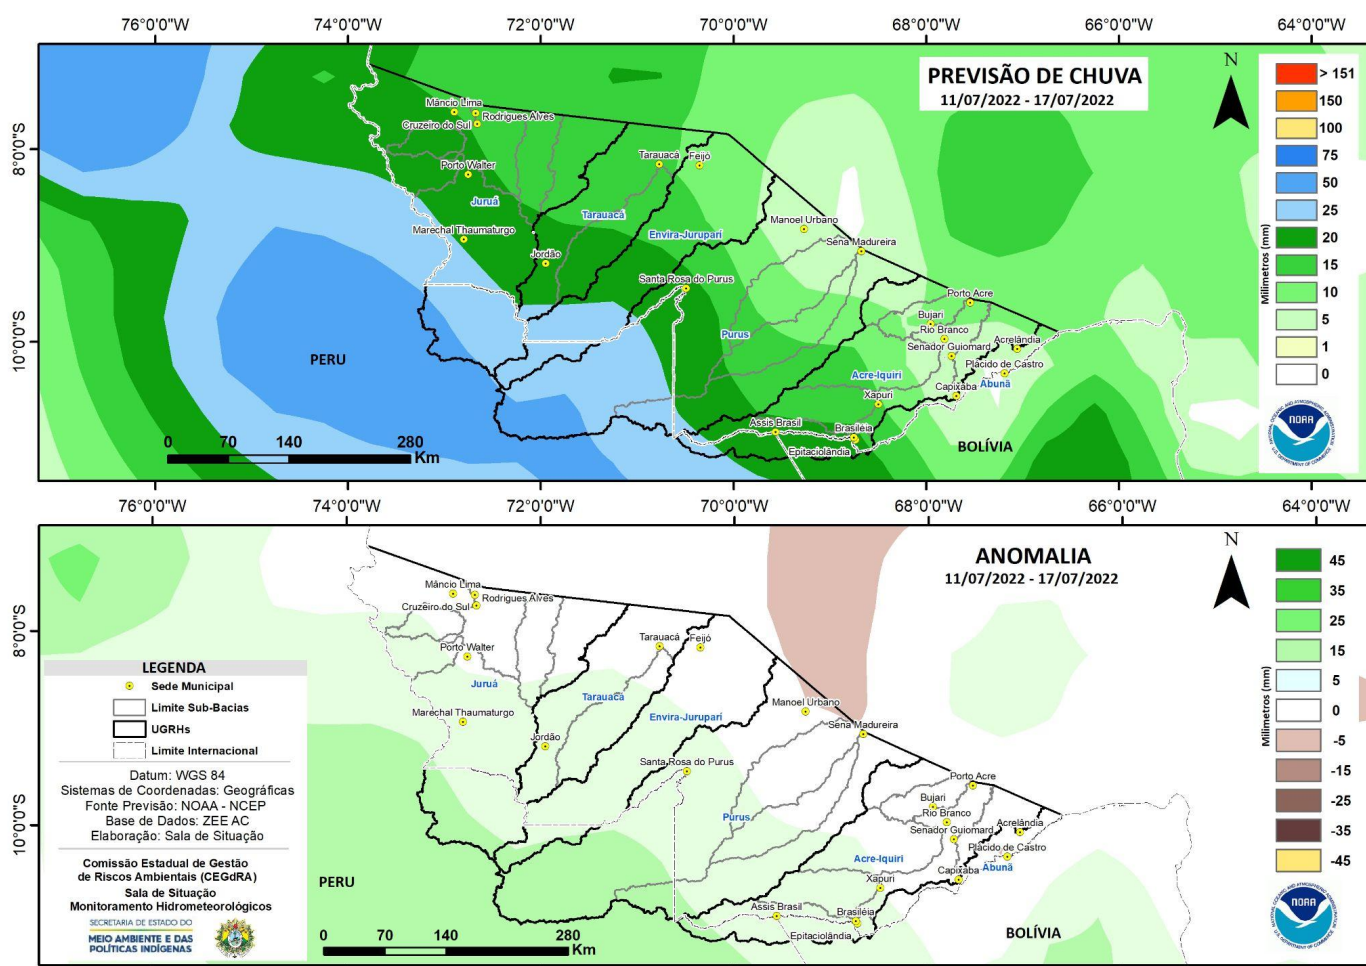 76°0'0"W 74°0'0"W 72°0'0"W 70°0'0"W 68°0'0"W 66°0'0"W 64°0'0"W
8°0'0"S
10°0'0"S
PREVISÃO DE CHUVA
11/07/2022 - 17/07/2022
N
Mâncio Lima
Rodrigues Alves
Cruzeiro do Sul
Porto Walter
Juruá
Marechal Thaumaturgo
Jordão
Tarauacá
Feijó
Tarauacá
Envira-Jurupari
Manoel Urbano
Sena Madureira
Santa Rosa do Purus
Purus
Porto Acre
Bujari
Rio Branco
Senador Guiomard
Acrelândia
Plácido de Castro
Abunã
Acre-Iquiri
Capixaba
Xapuri
Assis Brasil
Brasiléia
Epitaciolândia
PERU
BOLÍVIA
0 70 140 280
Km
Milímetros (mm)
> 151
150
100
75
50
25
20
15
10
5
1
0
NOAA
76°0'0"W 74°0'0"W 72°0'0"W 70°0'0"W 68°0'0"W 66°0'0"W 64°0'0"W
8°0'0"S
10°0'0"S
ANOMALIA
11/07/2022 - 17/07/2022
N
Mâncio Lima
Rodrigues Alves
Cruzeiro do Sul
Porto Walter
Juruá
Marechal Thaumaturgo
Jordão
Tarauacá
Feijó
Tarauacá
Envira-Jurupari
Manoel Urbano
Sena Madureira
Santa Rosa do Purus
Purus
Porto Acre
Bujari
Rio Branco
Senador Guiomard
Acrelândia
Plácido de Castro
Abunã
Acre-Iquiri
Capixaba
Xapuri
Assis Brasil
Brasiléia
Epitaciolândia
PERU
BOLÍVIA
0 70 140 280
Km
Milímetros (mm)
45
35
25
15
5
0
-5
-15
-25
-35
-45
NOAA
LEGENDA
Sede Municipal
Limite Sub-Bacias
UGRHs
Limite Internacional
Datum: WGS 84
Sistemas de Coordenadas: Geográficas
Fonte Previsão: NOAA - NCEP
Base de Dados: ZEE AC
Elaboração: Sala de Situação
Comissão Estadual de Gestão
de Riscos Ambientais (CEGdRA)
Sala de Situação
Monitoramento Hidrometeorológicos
SECRETARIA DE ESTADO DO
MEIO AMBIENTE E DAS
POLÍTICAS INDÍGENAS